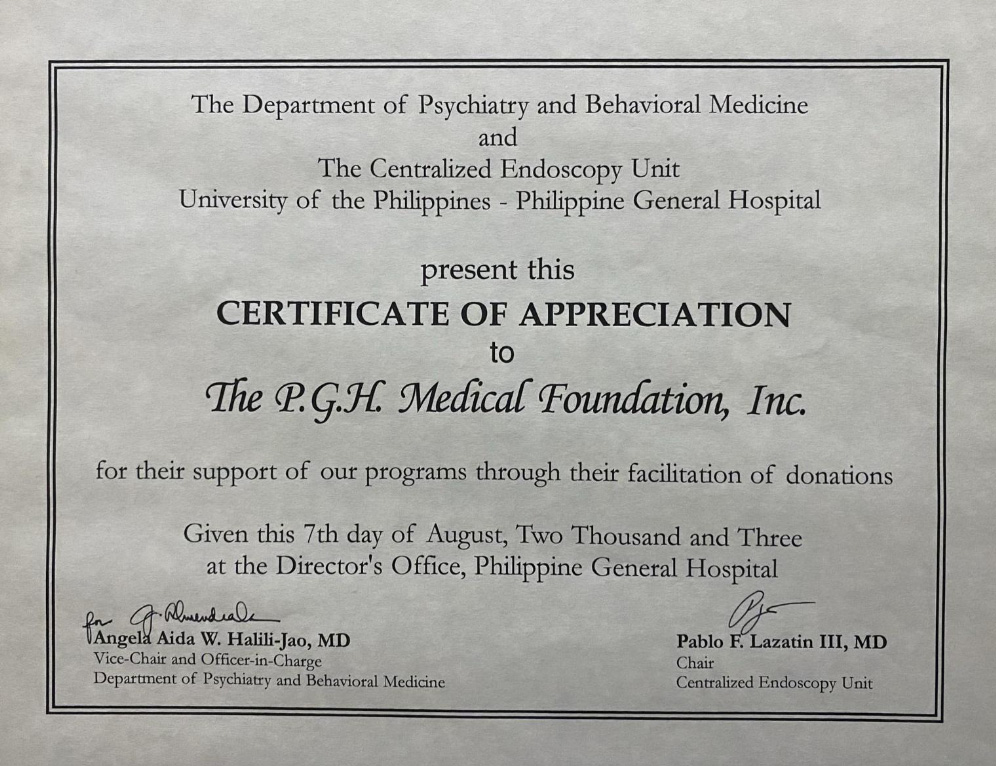 The Department of Psychiatry and Behavioral Medicine
and
The Centralized Endoscopy Unit
University of the Philippines - Philippine General Hospital
present this
CERTIFICATE OF APPRECIATION
to
The P.G.H. Medical Foundation, Inc.
for their support of our programs through their facilitation of donations
Given this 7th day of August, Two Thousand and Three
at the Director's Office, Philippine General Hospital
for
Angela Aida W. Halili-Jao, MD
Vice-Chair and Officer-in-Charge
Department of Psychiatry and Behavioral Medicine
Pablo F. Lazatin III, MD
Chair
Centralized Endoscopy Unit